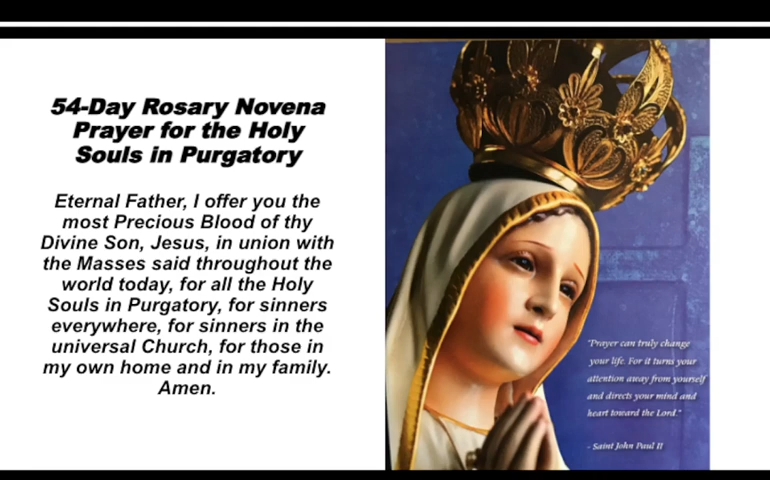 54-Day Rosary Novena
Prayer for the Holy
Souls in Purgatory
Eternal Father, I offer you the
most Precious Blood of thy
Divine Son, Jesus, in union with
the Masses said throughout the
world today, for all the Holy
Souls in Purgatory, for sinners
everywhere, for sinners in the
universal Church, for those in
my own home and in my family.
Amen.
"Prayer can truly change
your life. For it turns your
attention away from yourself
and directs your mind and
heart toward the Lord."
- Saint John Paul II